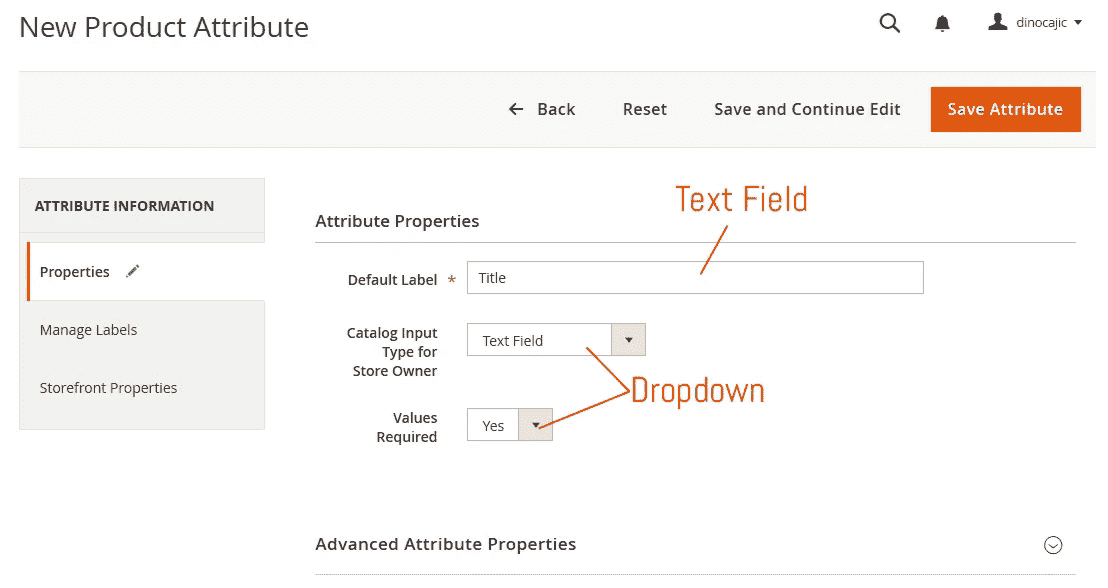 New Product Attribute
dinocajic
Back
Reset
Save and Continue Edit
Save Attribute
ATTRIBUTE INFORMATION
Properties
Manage Labels
Storefront Properties
Text Field
Attribute Properties
Default Label *
Title
Catalog Input
Type for
Store Owner
Text Field
Dropdown
Values
Required
Yes
Advanced Attribute Properties